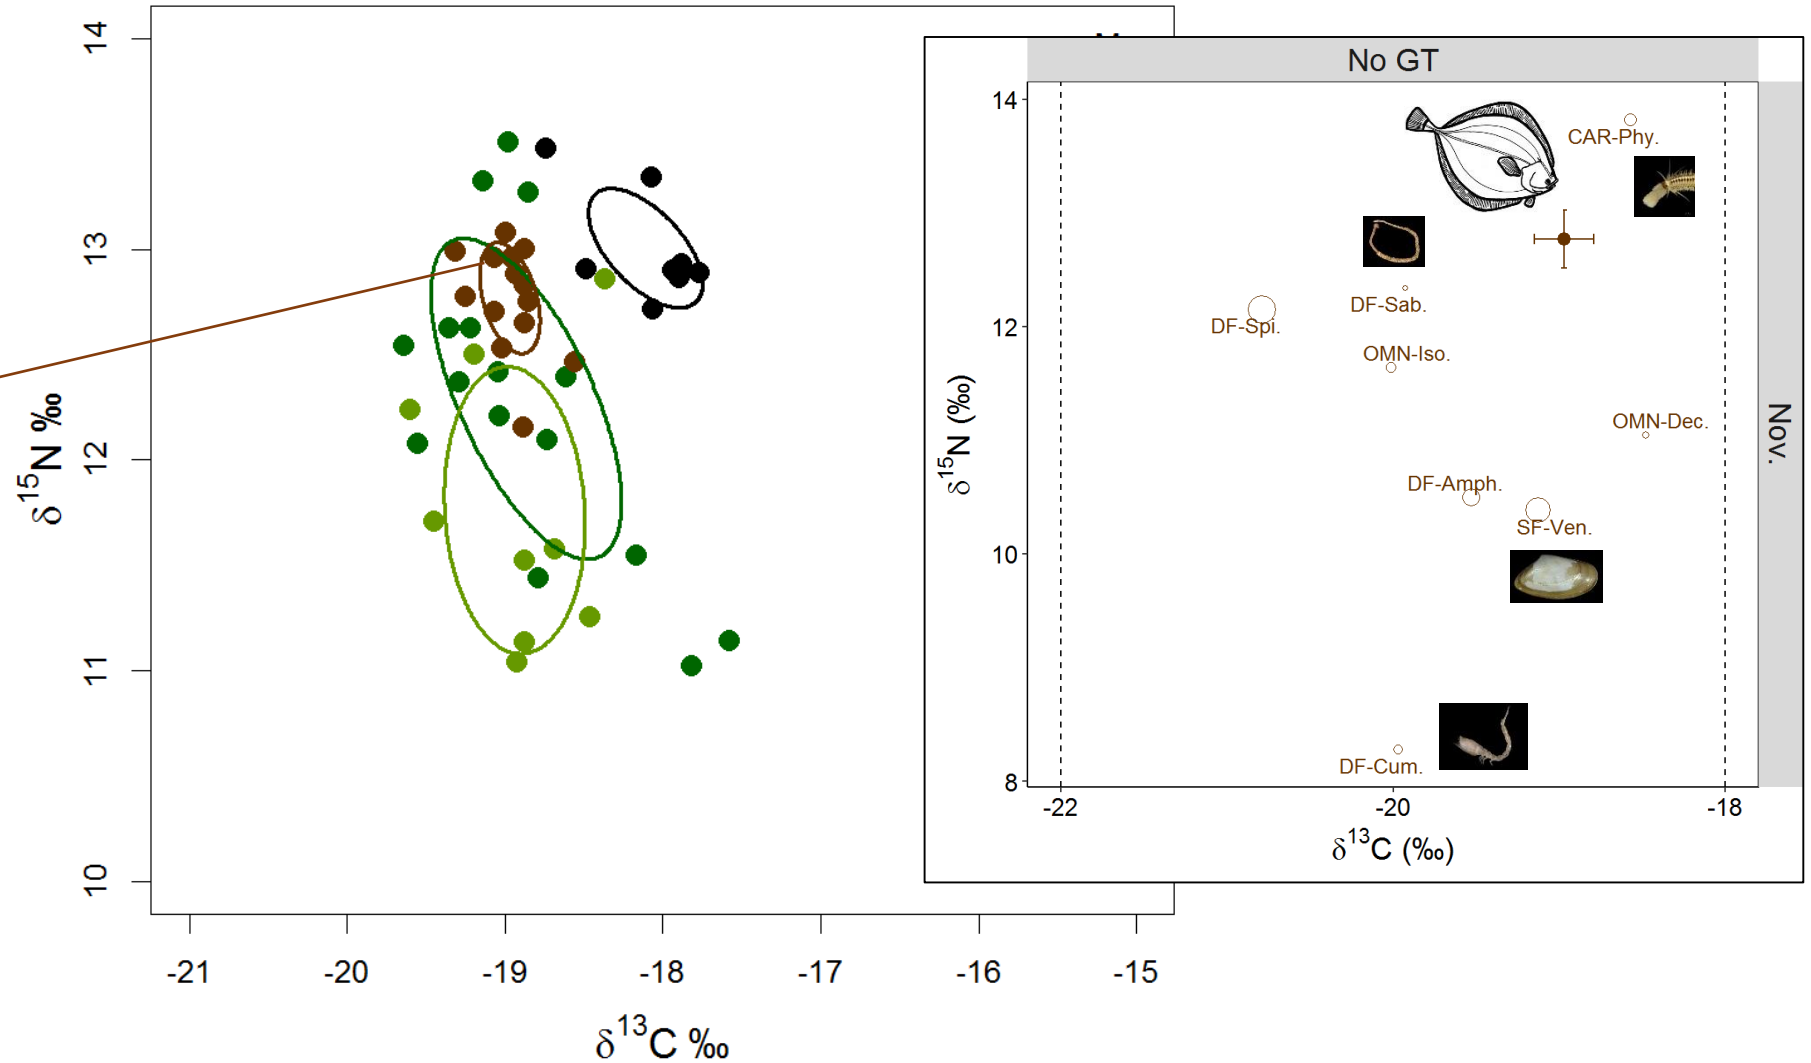 14
13
12
11
10
δ15N ‰
-21
-20
-19
-18
-17
-16
-15
δ13C ‰
No GT
Nov.
14
12
10
8
δ15N (‰)
CAR-Phy.
DF-Sab.
DF-Spi.
OMN-Iso.
OMN-Dec.
DF-Amph.
SF-Ven.
DF-Cum.
-22
-20
-18
δ13C (‰)